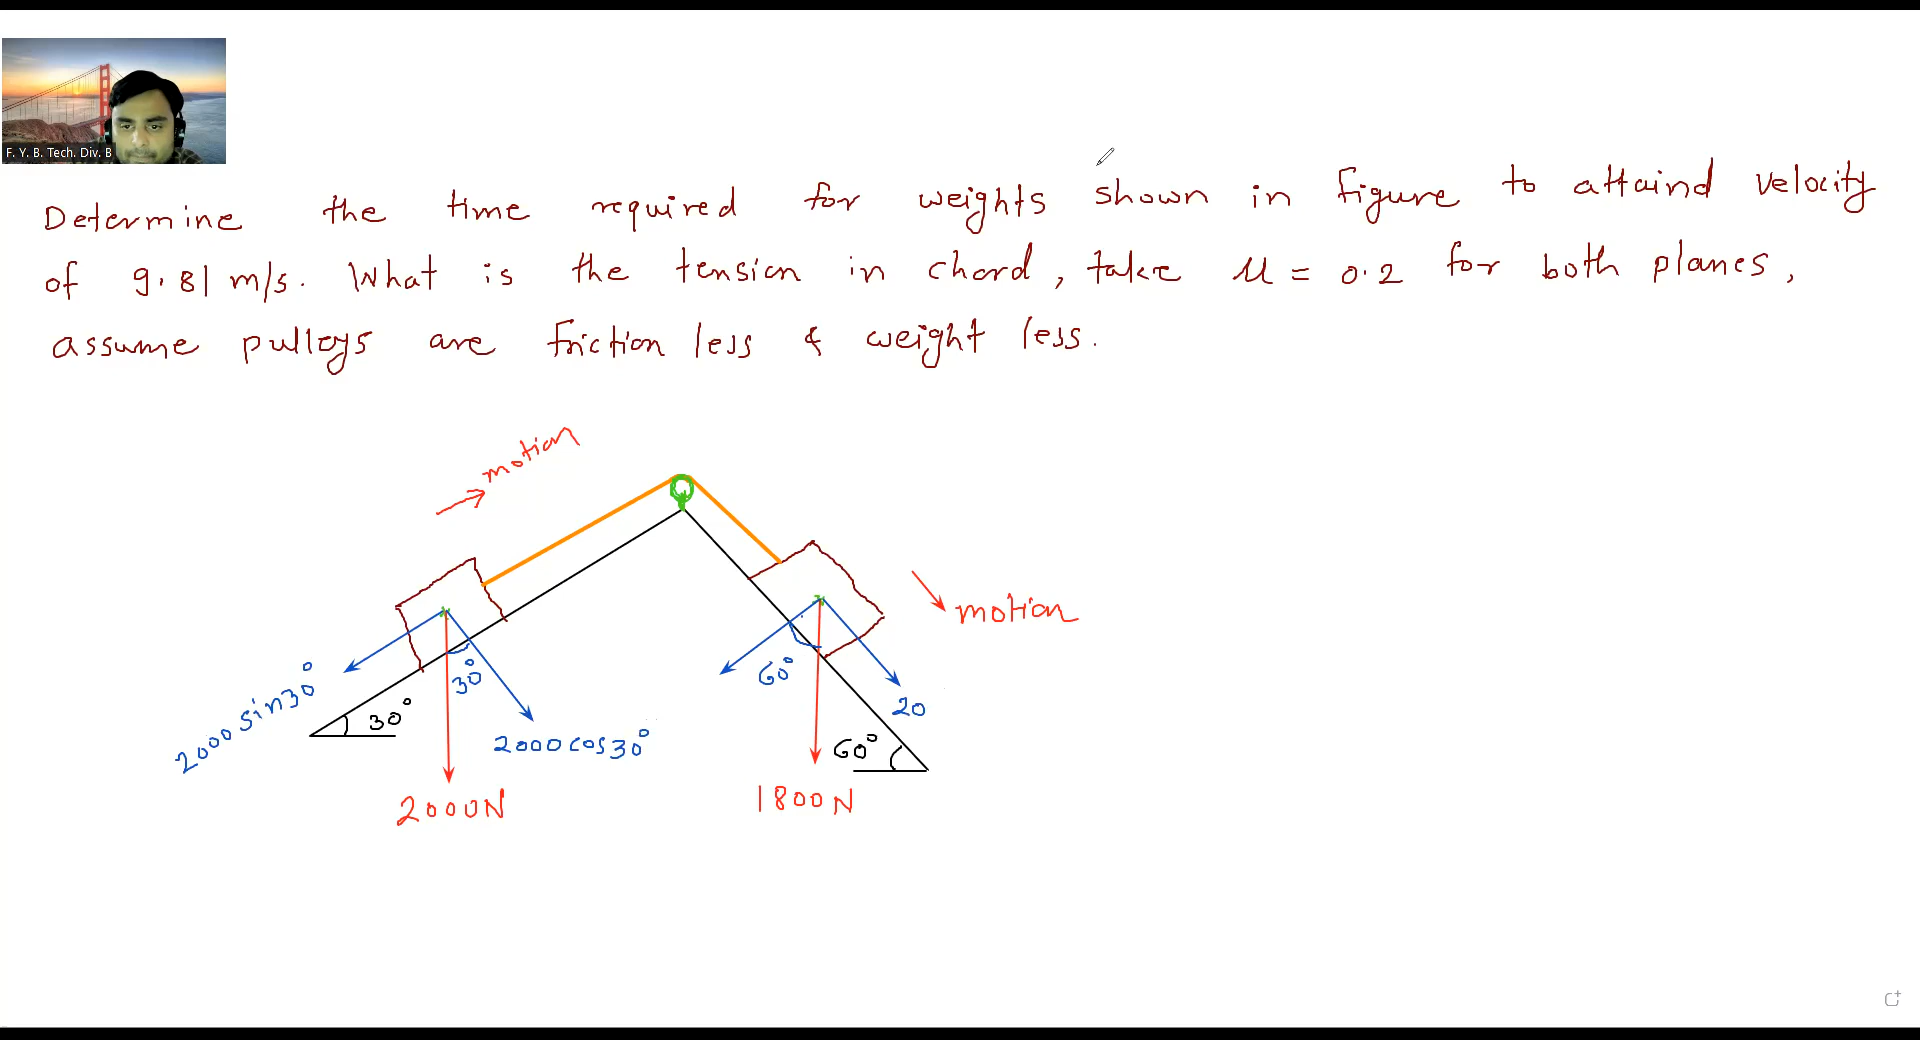 F. Y. B. Tech. Div. B
Determine the time required for weights shown in figure to attaind velocity
of 9.81 m/s. What is the tension in chord, take μ = 0.2 for both planes,
assume pulleys are friction less & weight less.
motion
motion
2000 sin30°
30°
30°
2000 cos30°
2000N
60°
20
60°
1800N